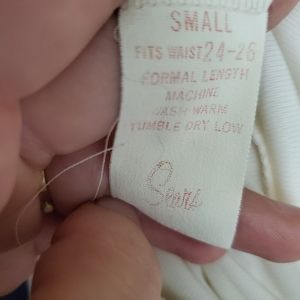 SMALL
FITS WAIST 24-26
FORMAL LENGTH
MACHINE
WASH WARM
TUMBLE DRY LOW
Sears